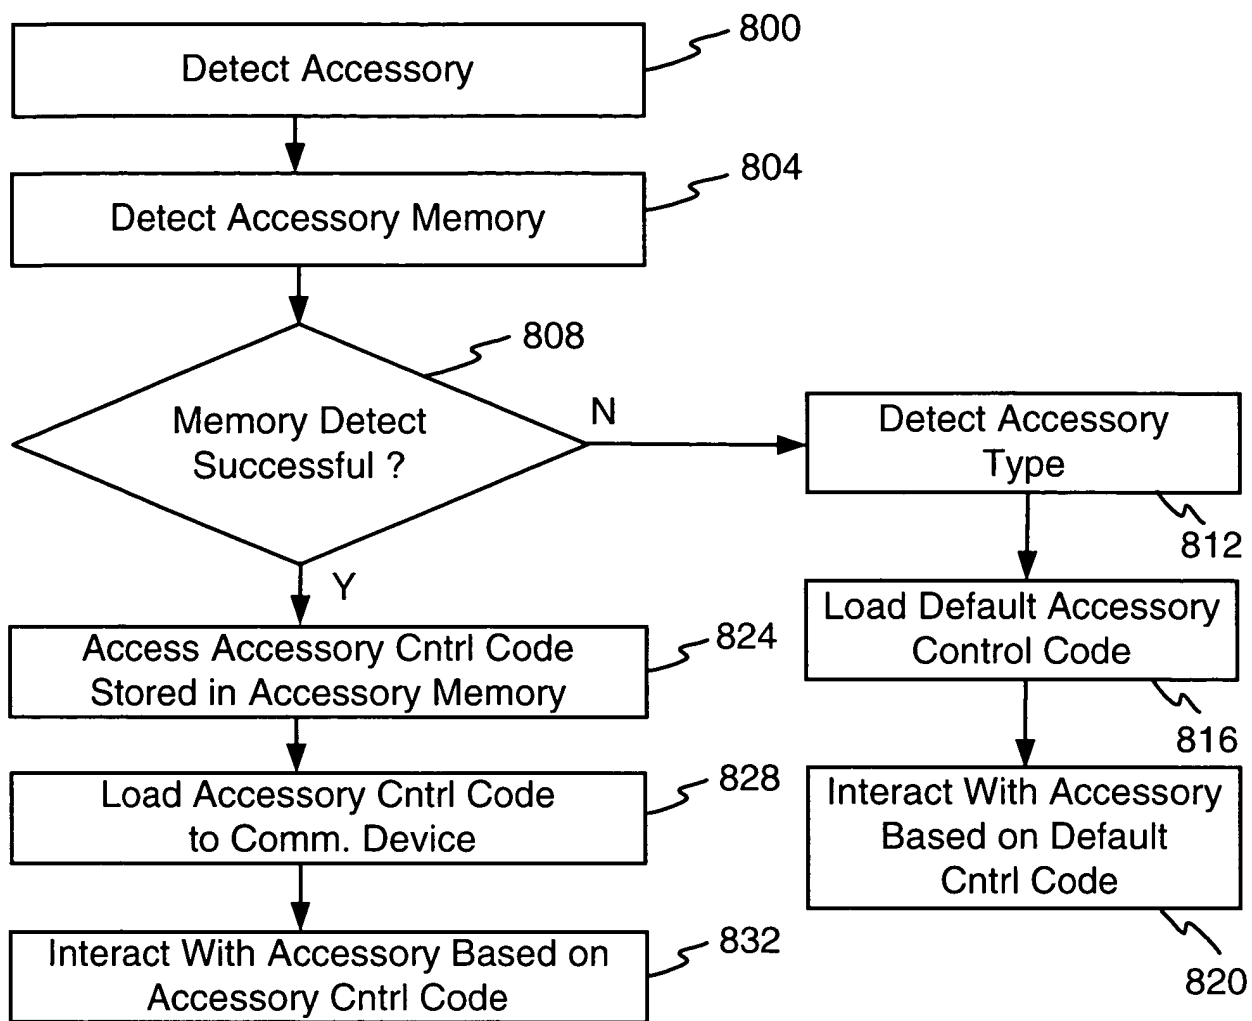 Detect Accessory
800
Detect Accessory Memory
804
808
Memory Detect
Successful ?
N
Y
Detect Accessory
Type
812
Load Default Accessory
Control Code
816
Interact With Accessory
Based on Default
Cntrl Code
820
Access Accessory Cntrl Code
Stored in Accessory Memory
824
Load Accessory Cntrl Code
to Comm. Device
828
Interact With Accessory Based on
Accessory Cntrl Code
832